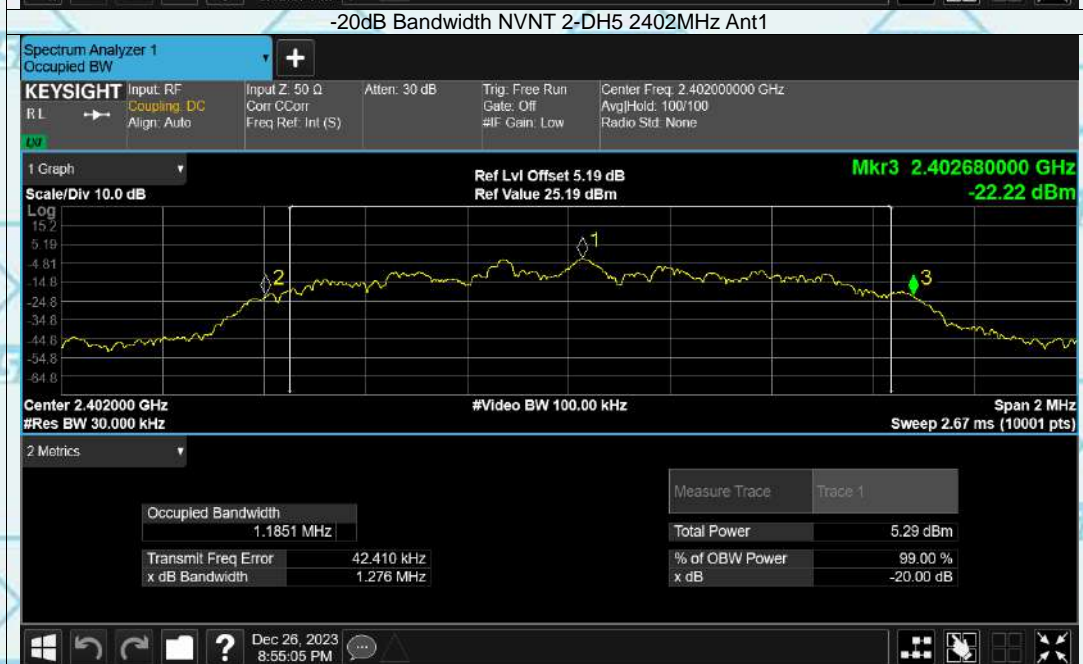 -20dB Bandwidth NVNT 2-DH5 2402MHz Ant1
Spectrum Analyzer 1
Occupied BW
+
KEYSIGHT Input: RF Input Z: 50 Ω Atten: 30 dB Trig: Free Run Center Freq: 2.402000000 GHz
R L Coupling: DC Corr CCorr Gate: Off Avg|Hold: 100/100
Align: Auto Freq Ref: Int (S) #IF Gain: Low Radio Std: None
LXI
1 Graph Ref Lvl Offset 5.19 dB Mkr3 2.402680000 GHz
Scale/Div 10.0 dB Ref Value 25.19 dBm -22.22 dBm
Log
15.2
5.19
-4.81
-14.8
-24.8
-34.8
-44.8
-54.8
-64.8
1
2
3
Center 2.402000 GHz #Video BW 100.00 kHz Span 2 MHz
#Res BW 30.000 kHz Sweep 2.67 ms (10001 pts)
2 Metrics
Measure Trace Trace 1
Occupied Bandwidth
1.1851 MHz
Total Power 5.29 dBm
Transmit Freq Error 42.410 kHz % of OBW Power 99.00 %
x dB Bandwidth 1.276 MHz x dB -20.00 dB
? Dec 26, 2023
8:55:05 PM